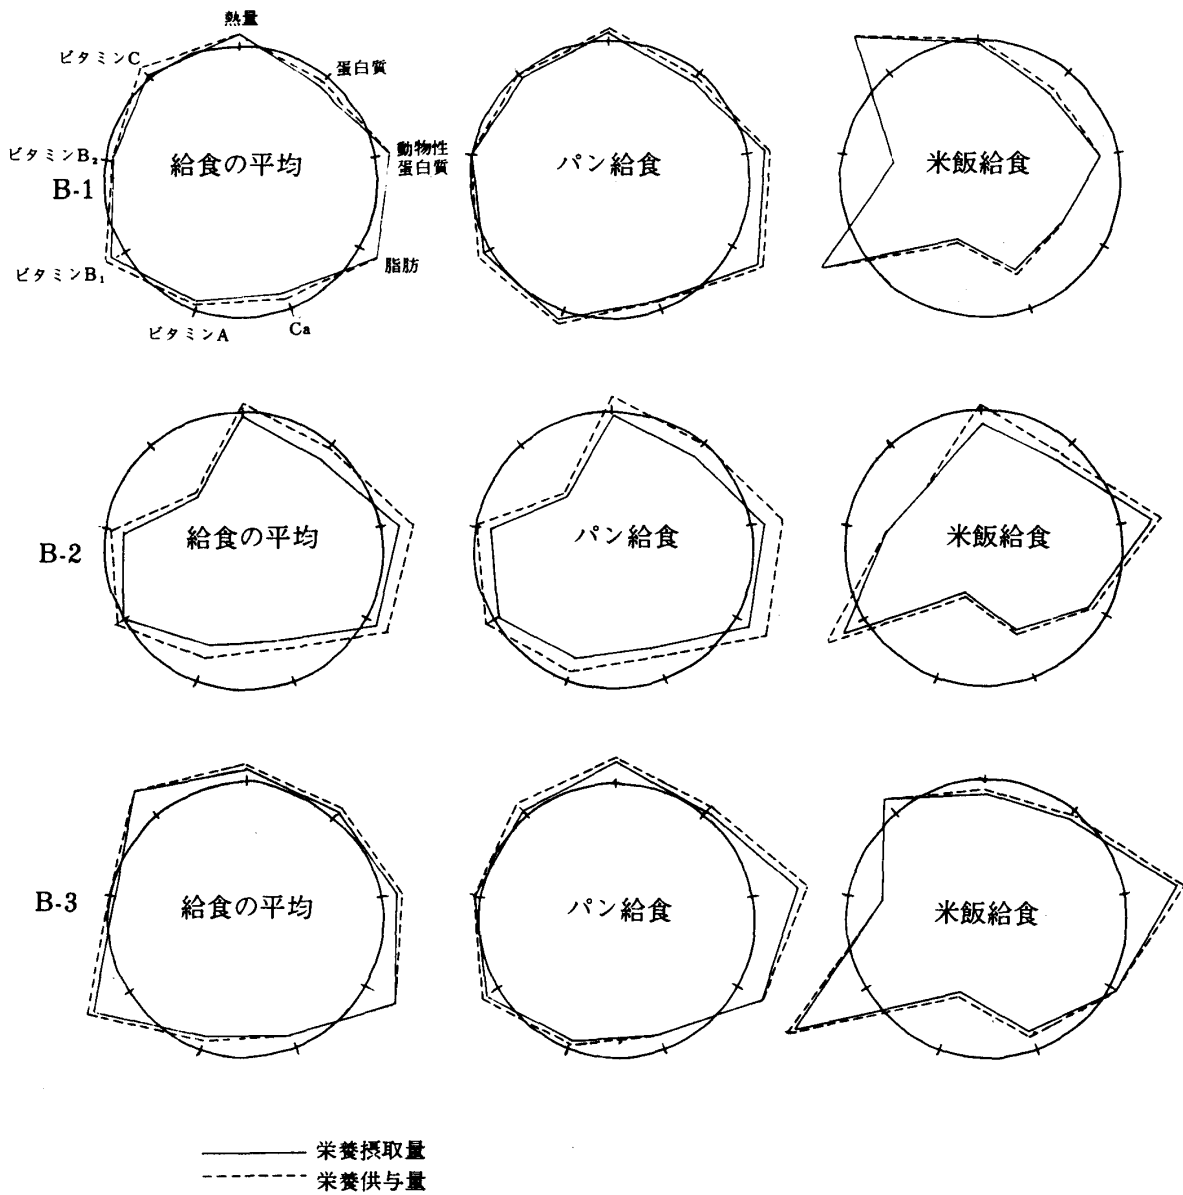 熱量
ビタミンC
蛋白質
ビタミンB₂
動物性
蛋白質
B-1
給食の平均
パン給食
米飯給食
ビタミンB₁
脂肪
ビタミンA
Ca
B-2
給食の平均
パン給食
米飯給食
B-3
給食の平均
パン給食
米飯給食
栄養摂取量
栄養供与量